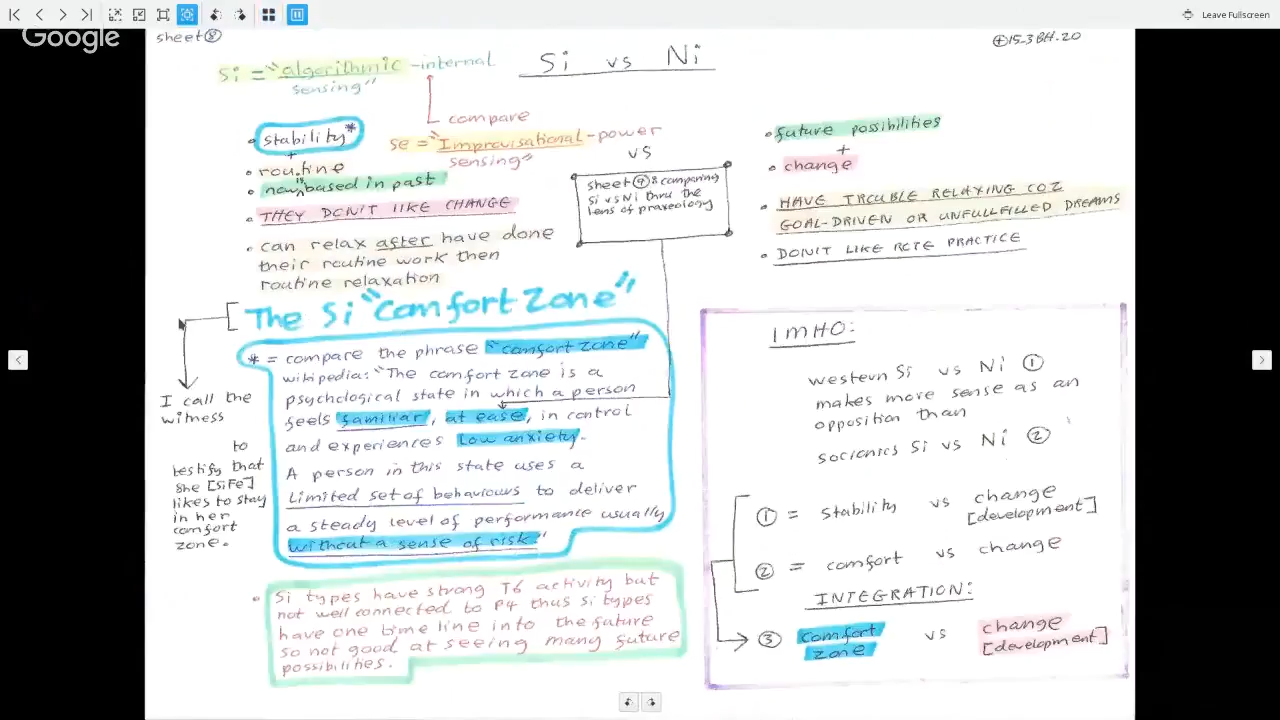 Leave Fullscreen
Google
sheet ⑧
⊕15-3 BH.20
Si vs Ni
Si = "algorithmic -internal
sensing"
compare
se = "Improvisational -power
sensing"
• stability*
+
• routine
• now is based in past
• THEY DON'T LIKE CHANGE
• can relax after have done
their routine work then
routine relaxation
vs
sheet ⑨ : comparing
Si vs Ni thru the
lens of praxeology
• future possibilities
+
• change
• HAVE TROUBLE RELAXING COZ
GOAL-DRIVEN OR UNFULFILLED DREAMS
• DON'T LIKE ROTE PRACTICE
The Si "Comfort Zone"
* = compare the phrase "comfort zone"
wikipedia: "The comfort zone is a
psychological state in which a person
feels familiar, at ease, in control
and experiences low anxiety.
A person in this state uses a
Limited set of behaviours to deliver
a steady level of performance usually
without a sense of risk"
I call the
witness
to
testify that
she [SiFe]
likes to stay
in her
comfort
zone.
• Si types have strong T6 activity but
not well connected to P4 thus Si types
have one time line into the future
so not good at seeing many future
possibilities.
IMHO:
western Si vs Ni ①
makes more sense as an
opposition than
socionics Si vs Ni ②
① = stability vs change
[development]
② = comfort vs change
INTEGRATION:
③ comfort vs change
zone [development]